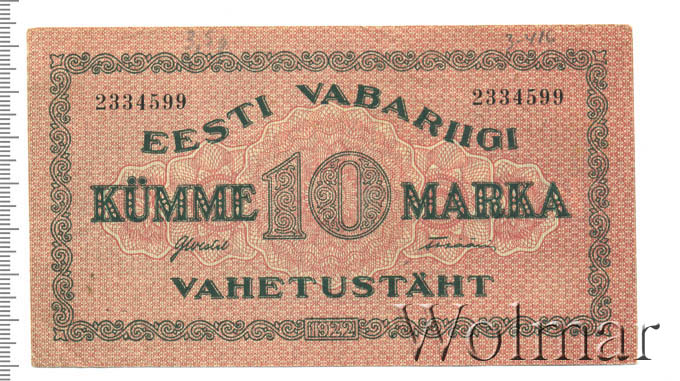 2334599 2334599
EESTI VABARIIGI
KÜMME 10 MARKA
VAHETUSTÄHT
1922
Wolmar